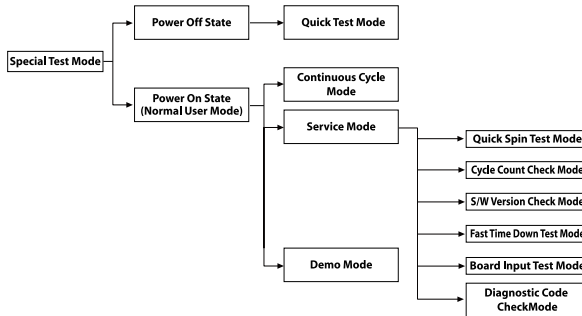 Special Test Mode
Power Off State
Quick Test Mode
Power On State
(Normal User Mode)
Continuous Cycle
Mode
Service Mode
Demo Mode
Quick Spin Test Mode
Cycle Count Check Mode
S/W Version Check Mode
Fast Time Down Test Mode
Board Input Test Mode
Diagnostic Code
CheckMode